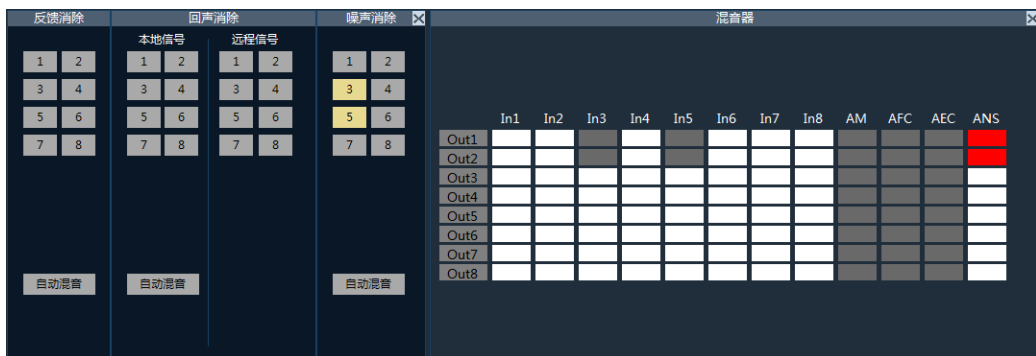 反馈消除 回声消除 噪声消除 混音器
本地信号 远程信号
1 2 1 2 1 2 1 2
3 4 3 4 3 4 3 4
5 6 5 6 5 6 5 6
7 8 7 8 7 8 7 8
自动混音 自动混音 自动混音
In1 In2 In3 In4 In5 In6 In7 In8 AM AFC AEC ANS
Out1
Out2
Out3
Out4
Out5
Out6
Out7
Out8